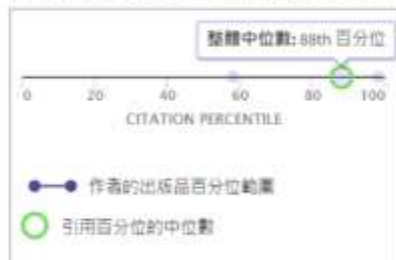 整體中位數: 88th 百分位
0 20 40 60 80 100
CITATION PERCENTILE
作者的出版品百分位範圍
引用百分位的中位數